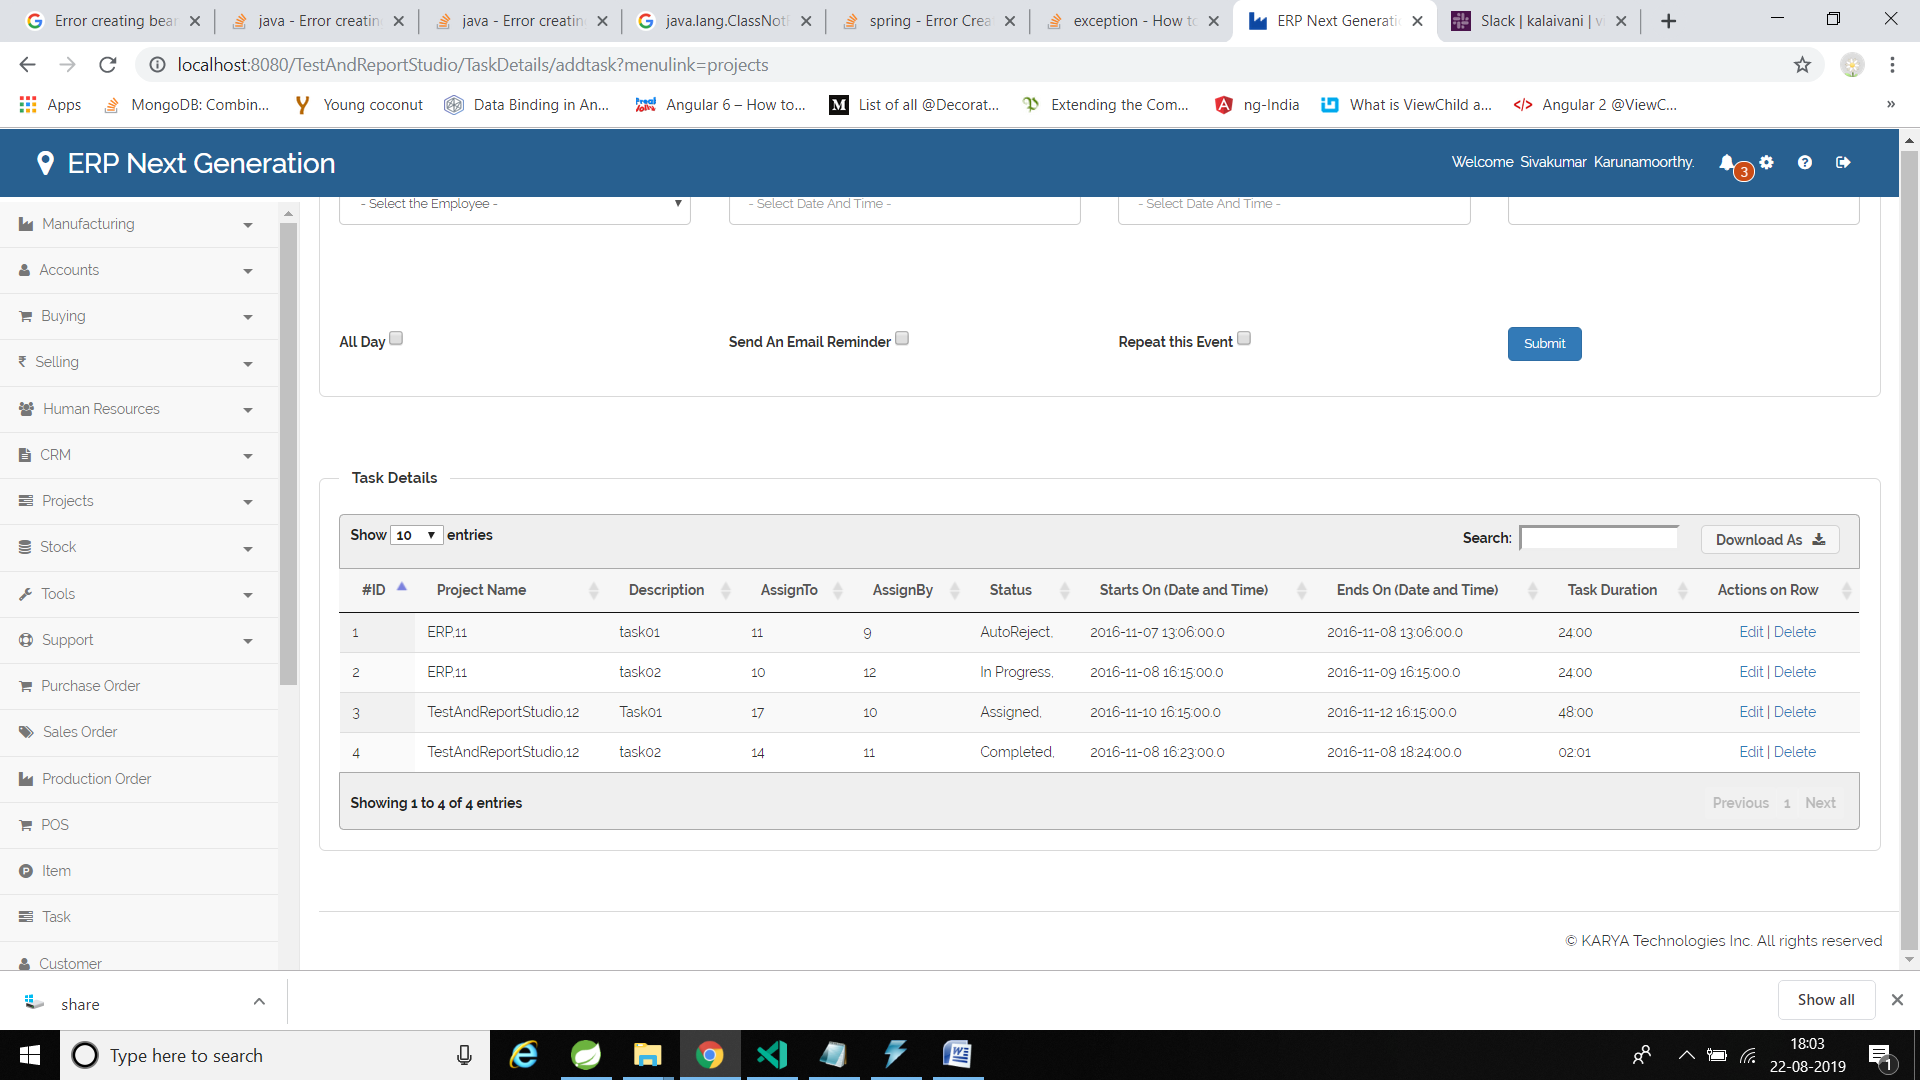 Error creating bear
java - Error creatin
java - Error creatin
java.lang.ClassNotF
spring - Error Crea
exception - How to
ERP Next Generatio
Slack | kalaivani | vi
localhost:8080/TestAndReportStudio/TaskDetails/addtask?menulink=projects
Apps MongoDB: Combin... Young coconut Data Binding in An... Angular 6 – How to... List of all @Decorat... Extending the Com... ng-India What is ViewChild a... Angular 2 @ViewC... »
ERP Next Generation
Welcome Sivakumar Karunamoorthy.
3
Manufacturing
Accounts
Buying
Selling
Human Resources
CRM
Projects
Stock
Tools
Support
Purchase Order
Sales Order
Production Order
POS
Item
Task
Customer
- Select the Employee - - Select Date And Time - - Select Date And Time -
All Day Send An Email Reminder Repeat this Event Submit
Task Details
Show 10 entries Search: Download As
#ID Project Name Description AssignTo AssignBy Status Starts On (Date and Time) Ends On (Date and Time) Task Duration Actions on Row
1 ERP,11 task01 11 9 AutoReject, 2016-11-07 13:06:00.0 2016-11-08 13:06:00.0 24:00 Edit | Delete
2 ERP,11 task02 10 12 In Progress, 2016-11-08 16:15:00.0 2016-11-09 16:15:00.0 24:00 Edit | Delete
3 TestAndReportStudio,12 Task01 17 10 Assigned, 2016-11-10 16:15:00.0 2016-11-12 16:15:00.0 48:00 Edit | Delete
4 TestAndReportStudio,12 task02 14 11 Completed, 2016-11-08 16:23:00.0 2016-11-08 18:24:00.0 02:01 Edit | Delete
Showing 1 to 4 of 4 entries Previous 1 Next
© KARYA Technologies Inc. All rights reserved
share Show all
Type here to search
18:03
22-08-2019
1